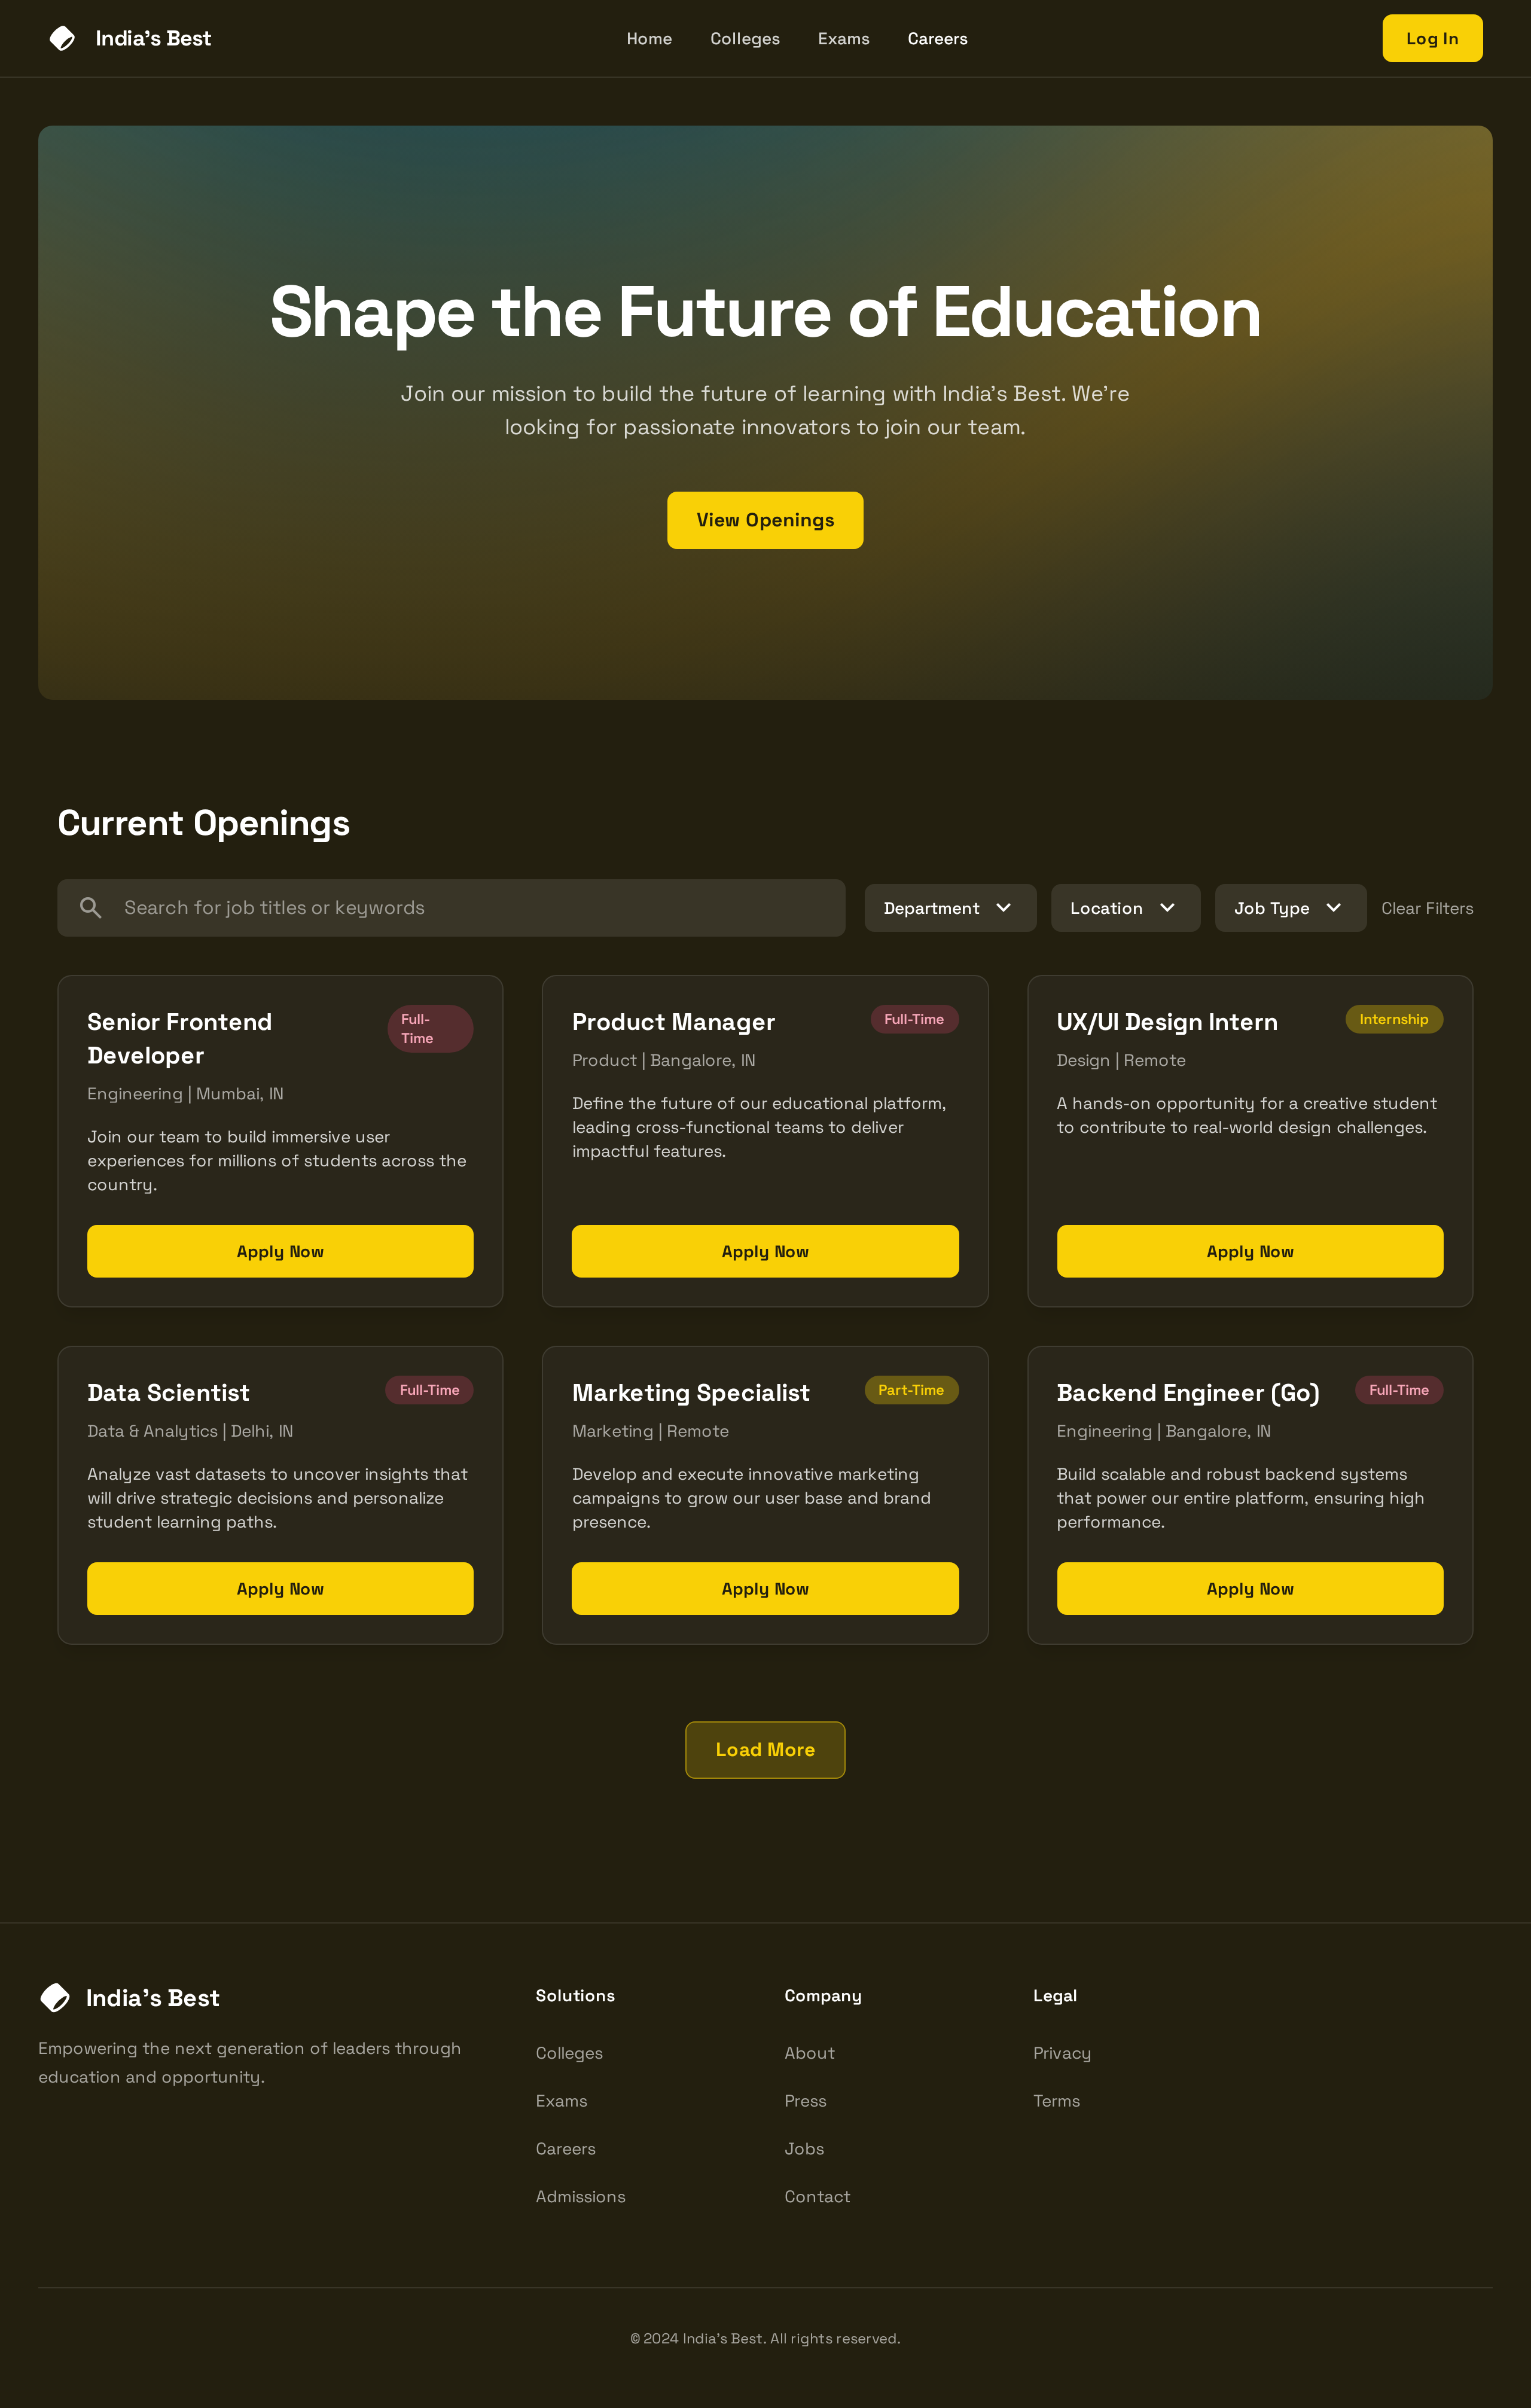 India's Best
Home
Colleges
Exams
Careers
Log In
Shape the Future of Education
Join our mission to build the future of learning with India's Best. We're
looking for passionate innovators to join our team.
View Openings
Current Openings
Search for job titles or keywords
Department
Location
Job Type
Clear Filters
Senior Frontend
Developer
Full-
Time
Engineering | Mumbai, IN
Join our team to build immersive user
experiences for millions of students across the
country.
Apply Now
Product Manager
Full-Time
Product | Bangalore, IN
Define the future of our educational platform,
leading cross-functional teams to deliver
impactful features.
Apply Now
UX/UI Design Intern
Internship
Design | Remote
A hands-on opportunity for a creative student
to contribute to real-world design challenges.
Apply Now
Data Scientist
Full-Time
Data & Analytics | Delhi, IN
Analyze vast datasets to uncover insights that
will drive strategic decisions and personalize
student learning paths.
Apply Now
Marketing Specialist
Part-Time
Marketing | Remote
Develop and execute innovative marketing
campaigns to grow our user base and brand
presence.
Apply Now
Backend Engineer (Go)
Full-Time
Engineering | Bangalore, IN
Build scalable and robust backend systems
that power our entire platform, ensuring high
performance.
Apply Now
Load More
India's Best
Empowering the next generation of leaders through
education and opportunity.
Solutions
Colleges
Exams
Careers
Admissions
Company
About
Press
Jobs
Contact
Legal
Privacy
Terms
© 2024 India's Best. All rights reserved.